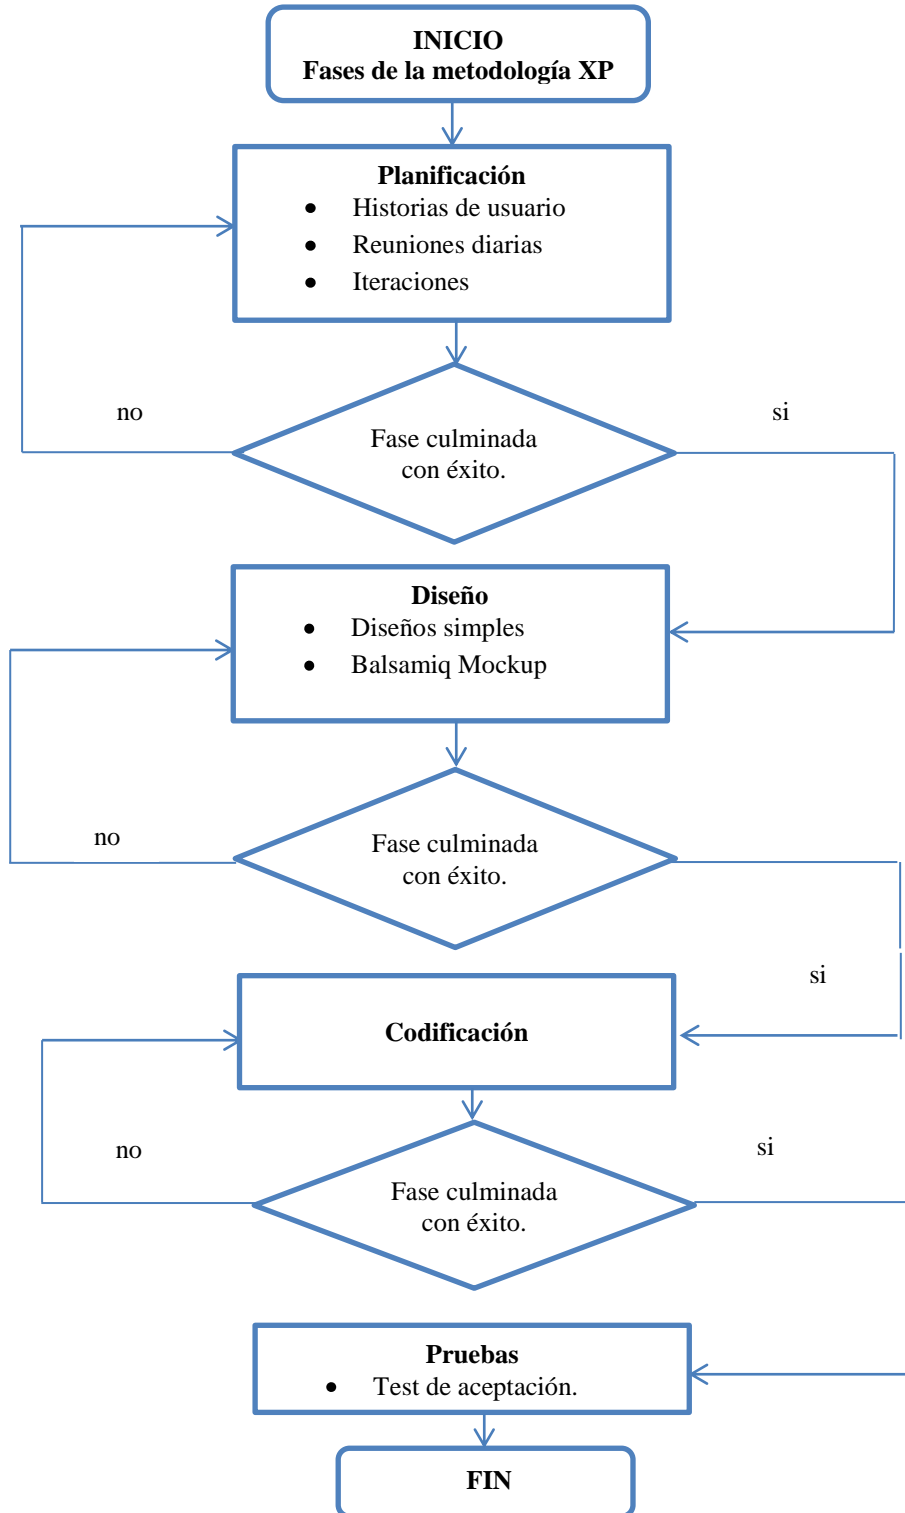 INICIO
Fases de la metodología XP
Planificación
• Historias de usuario
• Reuniones diarias
• Iteraciones
no
si
Fase culminada
con éxito.
Diseño
• Diseños simples
• Balsamiq Mockup
no
Fase culminada
con éxito.
si
Codificación
no
si
Fase culminada
con éxito.
Pruebas
• Test de aceptación.
FIN